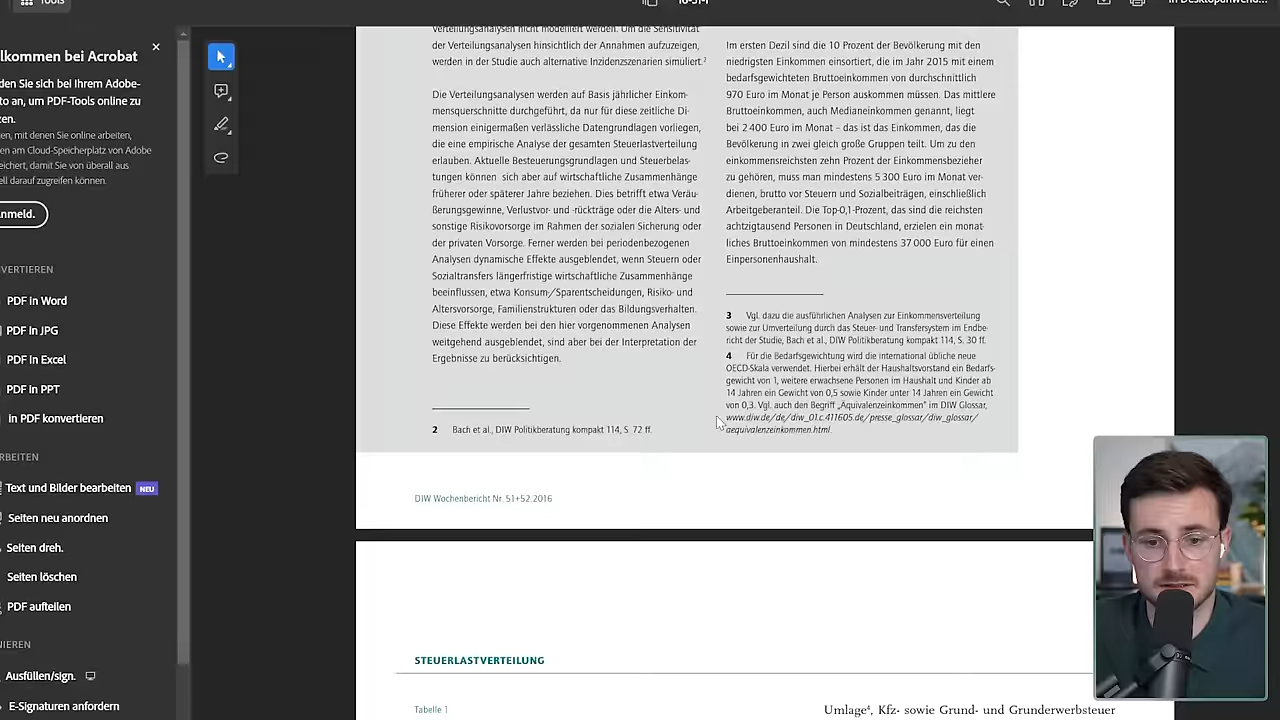 Tools
In Desktopanwend...
lkommen bei Acrobat
den Sie sich bei Ihrem Adobe-
to an, um PDF-Tools online zu
zen.
en, mit denen Sie online arbeiten,
en am Cloud-Speicherplatz von Adobe
eichert, damit Sie von überall aus
ell darauf zugreifen können.
nmeld.
VERTIEREN
PDF in Word
PDF in JPG
PDF in Excel
PDF in PPT
in PDF konvertieren
RBEITEN
Text und Bilder bearbeiten NEU
Seiten neu anordnen
Seiten dreh.
Seiten löschen
PDF aufteilen
NIEREN
Ausfüllen/sign.
E-Signaturen anfordern
Verteilungsanalysen nicht modelliert werden. Um die Sensitivität
der Verteilungsanalysen hinsichtlich der Annahmen aufzuzeigen,
werden in der Studie auch alternative Inzidenzszenarien simuliert.²
Die Verteilungsanalysen werden auf Basis jährlicher Einkom-
mensquerschnitte durchgeführt, da nur für diese zeitliche Di-
mension einigermaßen verlässliche Datengrundlagen vorliegen,
die eine empirische Analyse der gesamten Steuerlastverteilung
erlauben. Aktuelle Besteuerungsgrundlagen und Steuerbelas-
tungen können sich aber auf wirtschaftliche Zusammenhänge
früherer oder späterer Jahre beziehen. Dies betrifft etwa Veräu-
ßerungsgewinne, Verlustvor- und -rückträge oder die Alters- und
sonstige Risikovorsorge im Rahmen der sozialen Sicherung oder
der privaten Vorsorge. Ferner werden bei periodenbezogenen
Analysen dynamische Effekte ausgeblendet, wenn Steuern oder
Sozialtransfers längerfristige wirtschaftliche Zusammenhänge
beeinflussen, etwa Konsum-/Sparentscheidungen, Risiko- und
Altersvorsorge, Familienstrukturen oder das Bildungsverhalten.
Diese Effekte werden bei den hier vorgenommenen Analysen
weitgehend ausgeblendet, sind aber bei der Interpretation der
Ergebnisse zu berücksichtigen.
2 Bach et al., DIW Politikberatung kompakt 114, S. 72 ff.
Im ersten Dezil sind die 10 Prozent der Bevölkerung mit den
niedrigsten Einkommen einsortiert, die im Jahr 2015 mit einem
bedarfsgewichteten Bruttoeinkommen von durchschnittlich
970 Euro im Monat je Person auskommen müssen. Das mittlere
Bruttoeinkommen, auch Medianeinkommen genannt, liegt
bei 2 400 Euro im Monat – das ist das Einkommen, das die
Bevölkerung in zwei gleich große Gruppen teilt. Um zu den
einkommensreichsten zehn Prozent der Einkommensbezieher
zu gehören, muss man mindestens 5 300 Euro im Monat ver-
dienen, brutto vor Steuern und Sozialbeiträgen, einschließlich
Arbeitgeberanteil. Die Top-0,1-Prozent, das sind die reichsten
achtzigtausend Personen in Deutschland, erzielen ein monat-
liches Bruttoeinkommen von mindestens 37 000 Euro für einen
Einpersonenhaushalt.
3 Vgl. dazu die ausführlichen Analysen zur Einkommensverteilung
sowie zur Umverteilung durch das Steuer- und Transfersystem im Endbe-
richt der Studie, Bach et al., DIW Politikberatung kompakt 114, S. 30 ff.
4 Für die Bedarfsgewichtung wird die international übliche neue
OECD-Skala verwendet. Hierbei erhält der Haushaltsvorstand ein Bedarfs-
gewicht von 1, weitere erwachsene Personen im Haushalt und Kinder ab
14 Jahren ein Gewicht von 0,5 sowie Kinder unter 14 Jahren ein Gewicht
von 0,3. Vgl. auch den Begriff „Äquivalenzeinkommen" im DIW Glossar,
www.diw.de/de/diw_01.c.411605.de/presse_glossar/diw_glossar/
aequivalenzeinkommen.html.
DIW Wochenbericht Nr. 51+52.2016
STEUERLASTVERTEILUNG
Tabelle 1
Umlage⁴, Kfz- sowie Grund- und Grunderwerbsteuer